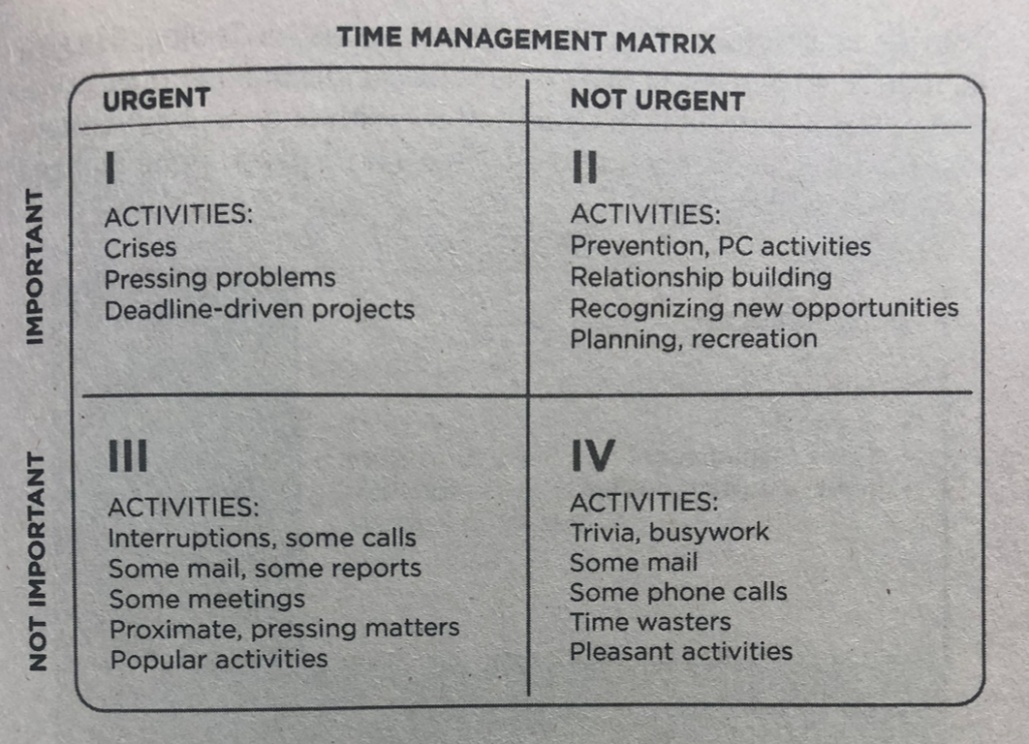 TIME MANAGEMENT MATRIX
URGENT
NOT URGENT
IMPORTANT
I
ACTIVITIES:
Crises
Pressing problems
Deadline-driven projects
II
ACTIVITIES:
Prevention, PC activities
Relationship building
Recognizing new opportunities
Planning, recreation
NOT IMPORTANT
III
ACTIVITIES:
Interruptions, some calls
Some mail, some reports
Some meetings
Proximate, pressing matters
Popular activities
IV
ACTIVITIES:
Trivia, busywork
Some mail
Some phone calls
Time wasters
Pleasant activities